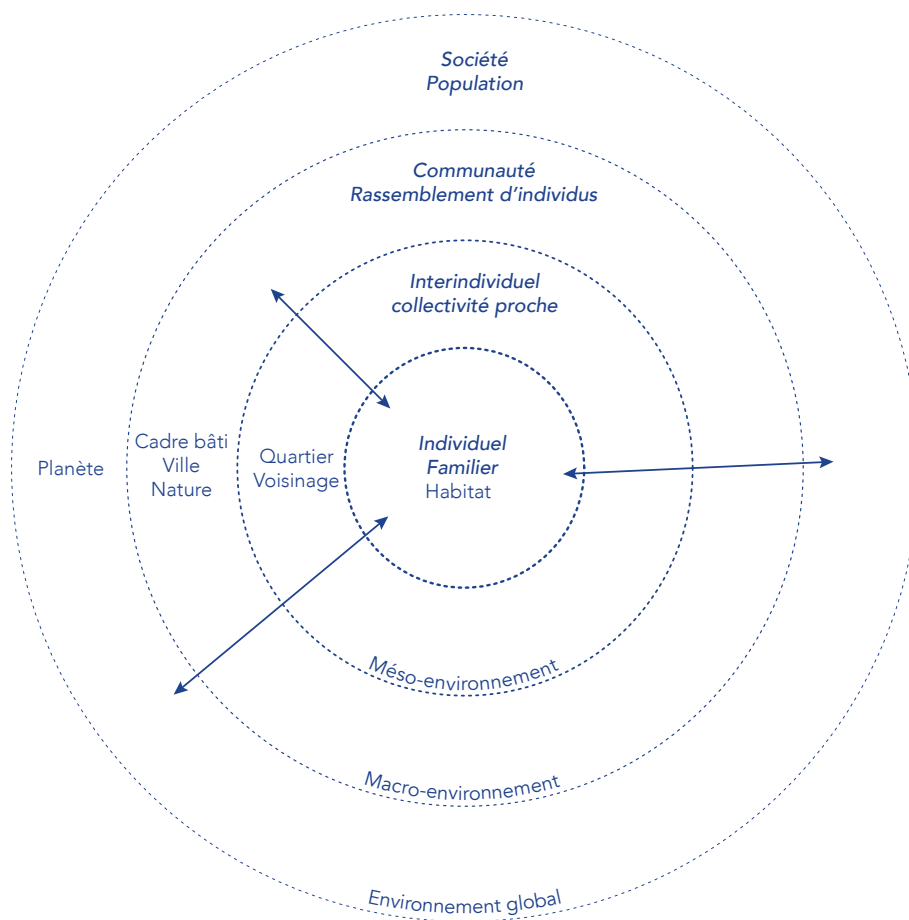 Société
Population
Communauté
Rassemblement d'individus
Interindividuel
collectivité proche
Individuel
Familier
Habitat
Quartier
Voisinage
Cadre bâti
Ville
Nature
Planète
Méso-environnement
Macro-environnement
Environnement global